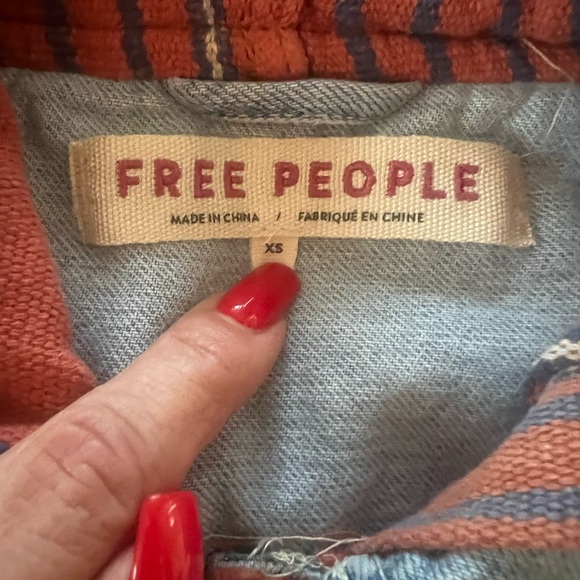 FREE PEOPLE
MADE IN CHINA / FABRIQUÉ EN CHINE
XS